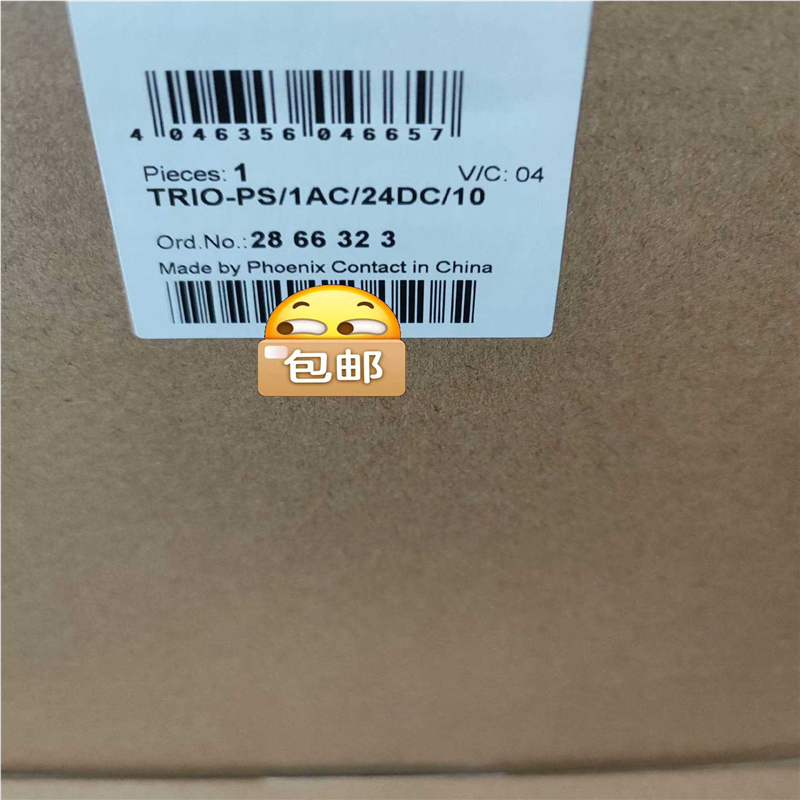 4 046356 046657
Pieces: 1 V/C: 04
TRIO-PS/1AC/24DC/10
Ord.No.: 28 66 32 3
Made by Phoenix Contact in China
包邮